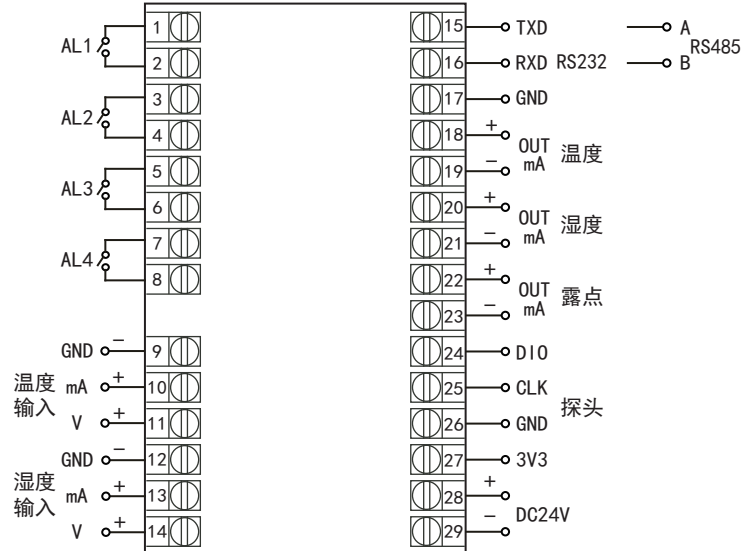 AL1
1
2
AL2
3
4
AL3
5
6
AL4
7
8
GND − 9
温度
输入
mA + 10
V + 11
GND − 12
湿度
输入
mA + 13
V + 14
15 TXD A
16 RXD RS232 B
RS485
17 GND
18 +
OUT
mA
温度
19 −
20 +
OUT
mA
湿度
21 −
22 +
OUT
mA
露点
23 −
24 DIO
25 CLK
探头
26 GND
27 3V3
28 +
DC24V
29 −